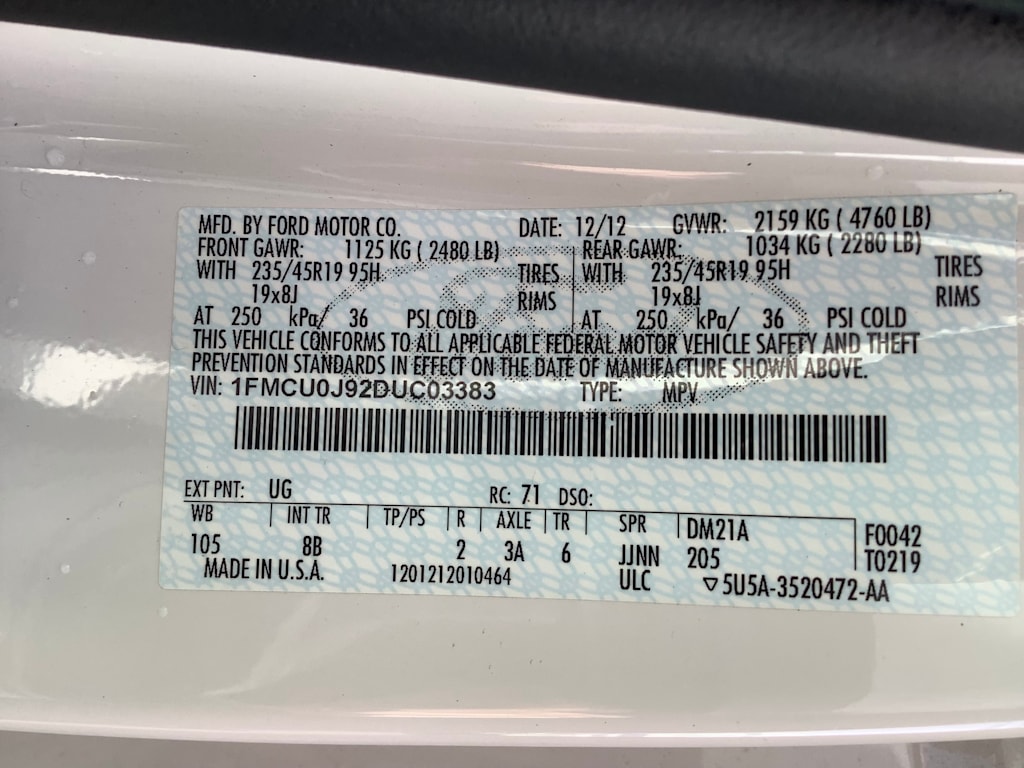 MFD. BY FORD MOTOR CO. DATE: 12/12 GVWR: 2159 KG ( 4760 LB)
FRONT GAWR: 1125 KG ( 2480 LB) REAR GAWR: 1034 KG ( 2280 LB)
WITH 235/45R19 95H TIRES WITH 235/45R19 95H TIRES
19x8J RIMS 19x8J RIMS
AT 250 kPa/ 36 PSI COLD AT 250 kPa/ 36 PSI COLD
THIS VEHICLE CONFORMS TO ALL APPLICABLE FEDERAL MOTOR VEHICLE SAFETY AND THEFT
PREVENTION STANDARDS IN EFFECT ON THE DATE OF MANUFACTURE SHOWN ABOVE.
VIN: 1FMCU0J92DUC03383 TYPE: MPV
EXT PNT: UG RC: 71 DSO:
WB INT TR TP/PS R AXLE TR SPR DM21A F0042
105 8B 2 3A 6 JJNN 205 T0219
MADE IN U.S.A. 1201212010464 ULC ▽5U5A-3520472-AA